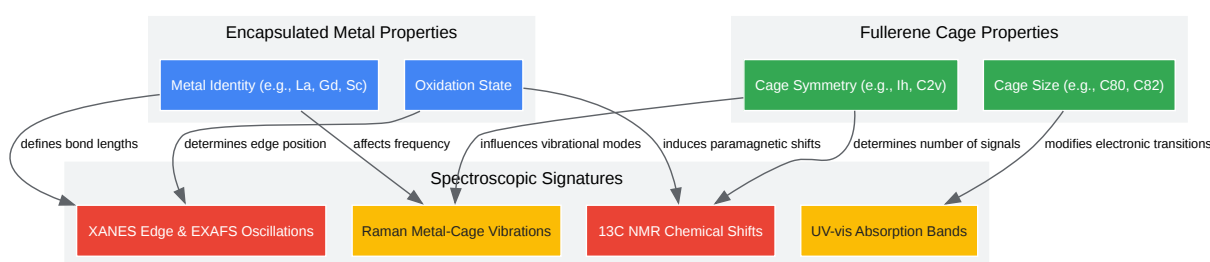 Encapsulated Metal Properties
Fullerene Cage Properties
Metal Identity (e.g., La, Gd, Sc)
Oxidation State
Cage Symmetry (e.g., Ih, C2v)
Cage Size (e.g., C80, C82)
defines bond lengths
determines edge position
affects frequency
influences vibrational modes
induces paramagnetic shifts
determines number of signals
modifies electronic transitions
Spectroscopic Signatures
XANES Edge & EXAFS Oscillations
Raman Metal-Cage Vibrations
13C NMR Chemical Shifts
UV-vis Absorption Bands